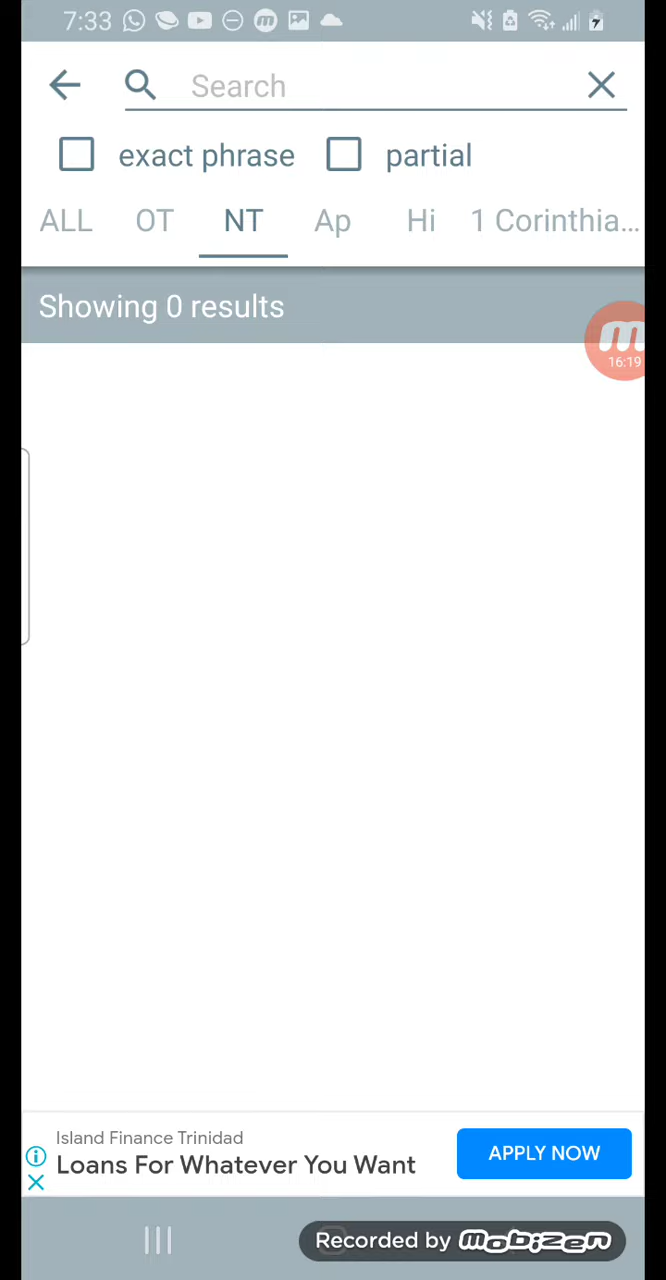 7:33
Search
exact phrase partial
ALL OT NT Ap Hi 1 Corinthia...
Showing 0 results
m
16:19
Island Finance Trinidad
Loans For Whatever You Want
APPLY NOW
Recorded by mobizen